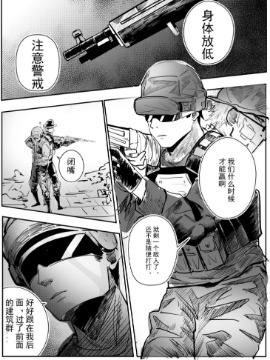 身体放低
注意警戒
我们什么时候
才能赢啊
闭嘴
就剩一个敌人了，
还不是随便打打，
好好跟在我后
面，过了前面
的建筑群…